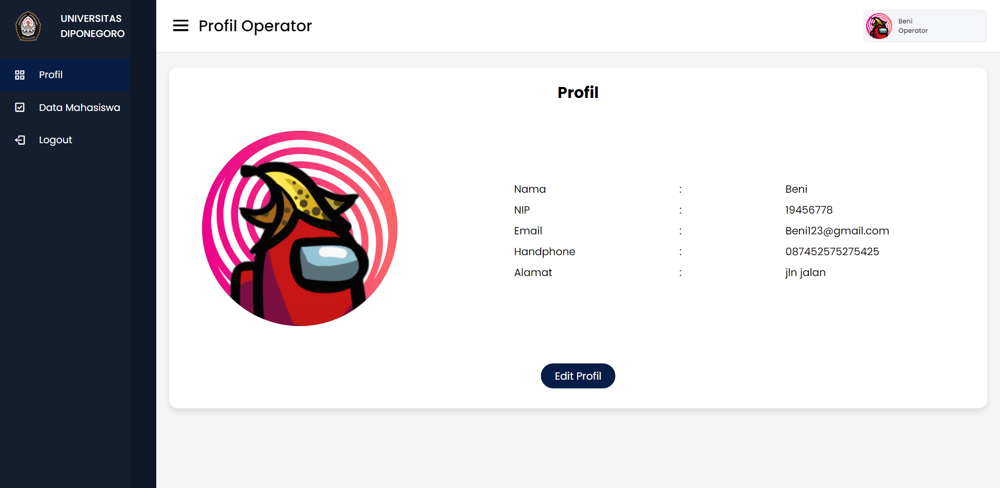 UNIVERSITAS
DIPONEGORO
Profil
Data Mahasiswa
Logout
Profil Operator
Beni
Operator
Profil
Nama : Beni
NIP : 19456778
Email : Beni123@gmail.com
Handphone : 087452575275425
Alamat : jln jalan
Edit Profil